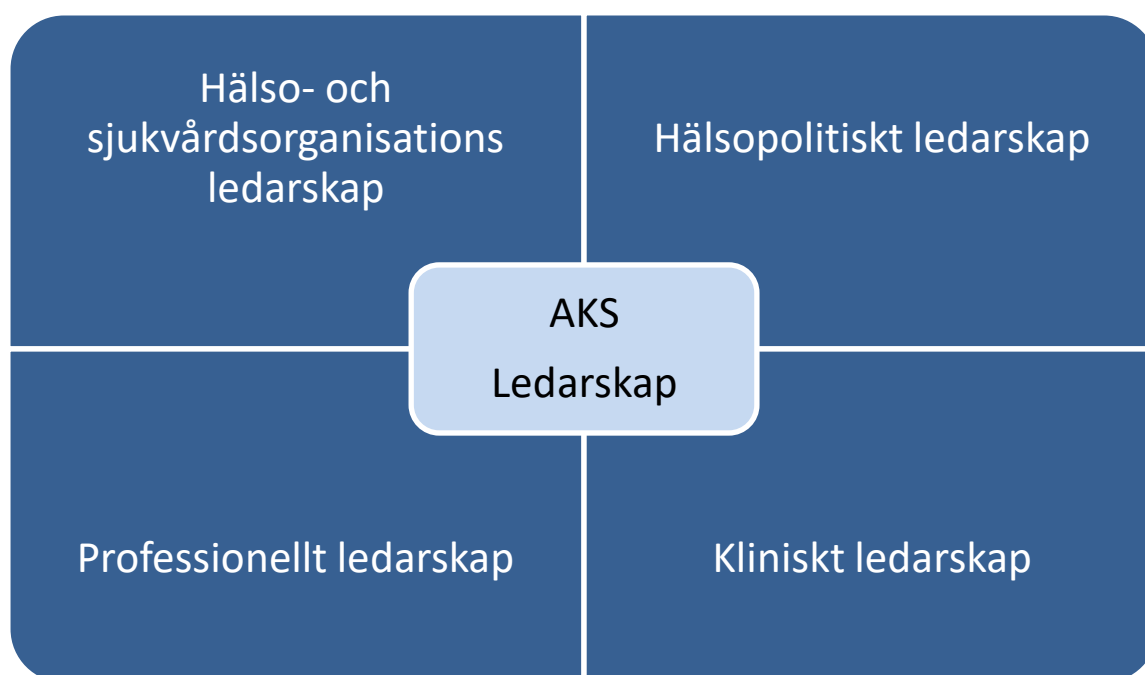 Hälso- och
sjukvårdsorganisations
ledarskap
Hälsopolitiskt ledarskap
AKS
Ledarskap
Professionellt ledarskap
Kliniskt ledarskap